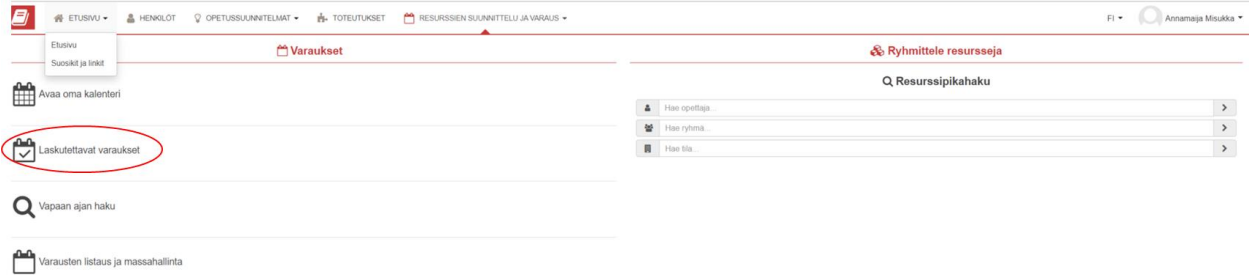 ETUSIVU HENKILÖT OPETUSSUUNNITELMAT TOTEUTUKSET RESURSSIEN SUUNNITTELU JA VARAUS FI Annamaija Misukka
Etusivu
Suosikit ja linkit
Varaukset
Avaa oma kalenteri
Laskutettavat varaukset
Vapaan ajan haku
Varausten listaus ja massahallinta
Ryhmittele resursseja
Resurssipikahaku
Hae opettaja...
Hae ryhmä...
Hae tila...